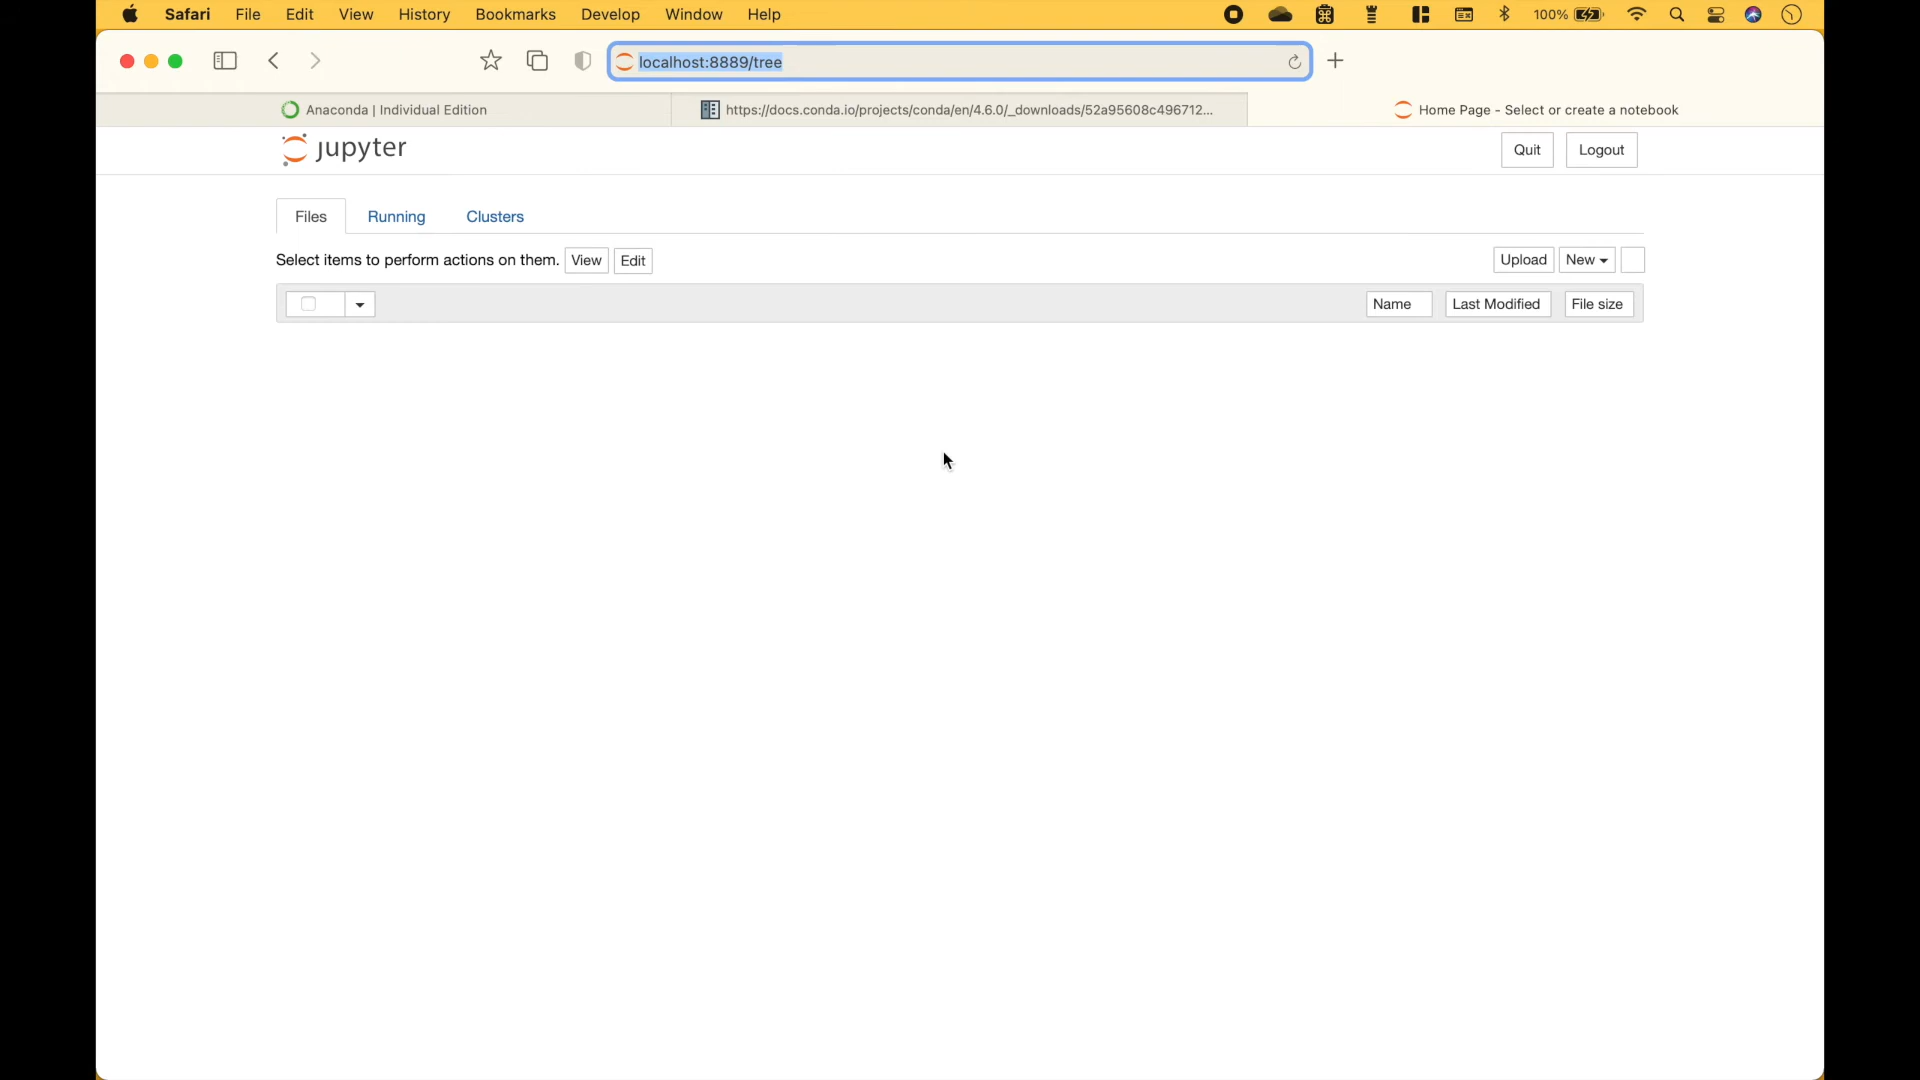 Safari File Edit View History Bookmarks Develop Window Help 100%
localhost:8889/tree
Anaconda | Individual Edition
https://docs.conda.io/projects/conda/en/4.6.0/_downloads/52a95608c496712...
Home Page - Select or create a notebook
jupyter
Quit Logout
Files Running Clusters
Select items to perform actions on them. View Edit Upload New
Name Last Modified File size